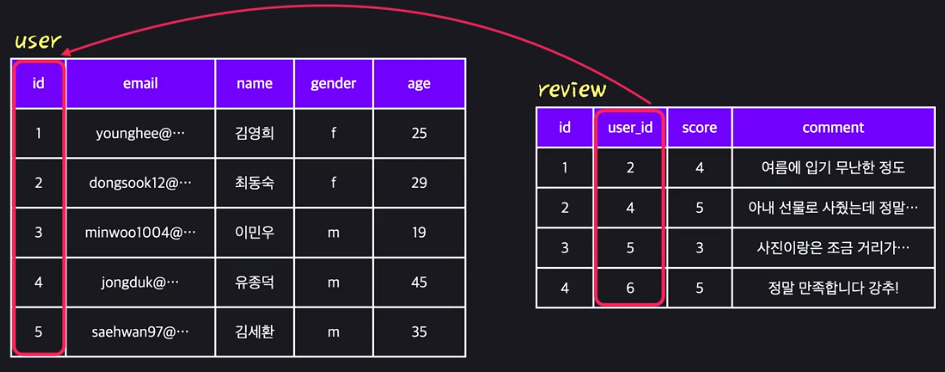 user
id email name gender age
1 younghee@··· 김영희 f 25
2 dongsook12@··· 최동숙 f 29
3 minwoo1004@··· 이민우 m 19
4 jongduk@··· 유종덕 m 45
5 saehwan97@··· 김세환 m 35
review
id user_id score comment
1 2 4 여름에 입기 무난한 정도
2 4 5 아내 선물로 사줬는데 정말···
3 5 3 사진이랑은 조금 거리가···
4 6 5 정말 만족합니다 강추!